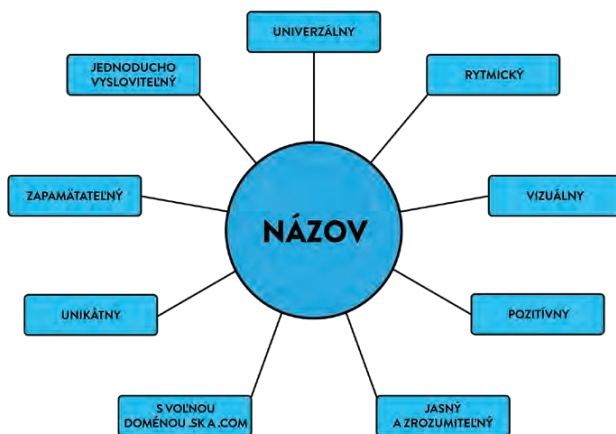 UNIVERZÁLNY
JEDNODUCHO
VYSLOVITEĽNÝ
RYTMICKÝ
ZAPAMÄTATEĽNÝ
VIZUÁLNY
NÁZOV
UNIKÁTNY
POZITÍVNY
S VOĽNOU
DOMÉNOU .SK A .COM
JASNÝ
A ZROZUMITEĽNÝ